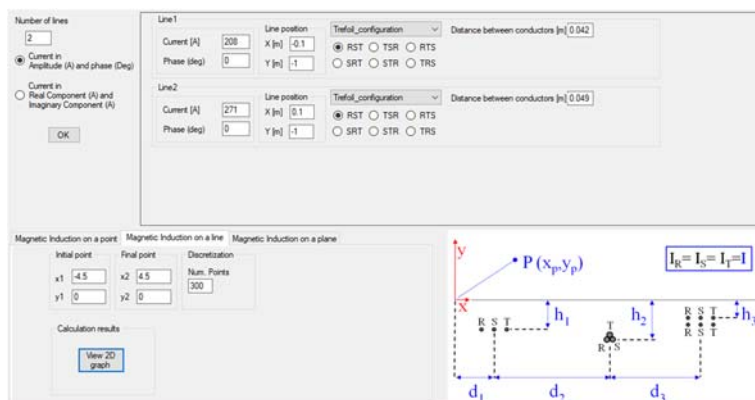 Number of lines
2
Current in
Amplitude (A) and phase (Deg)
Current in
Real Component (A) and
Imaginary Component (A)
OK
Line1
Current [A] 208
Phase (deg) 0
Line position
X [m] -0.1
Y [m] -1
Trefoil_configuration
RST TSR RTS
SRT STR TRS
Distance between conductors [m] 0.042
Line2
Current [A] 271
Phase (deg) 0
Line position
X [m] 0.1
Y [m] -1
Trefoil_configuration
RST TSR RTS
SRT STR TRS
Distance between conductors [m] 0.049
Magnetic Induction on a point Magnetic Induction on a line Magnetic Induction on a plane
Initial point
x1 -4.5
y1 0
Final point
x2 4.5
y2 0
Discretization
Num. Points
300
Calculation results
View 2D
graph
y
P (xp,yp)
IR= IS= IT=I
x
R S T
h1
T
R S
h2
R S T
R S T
h3
d1 d2 d3